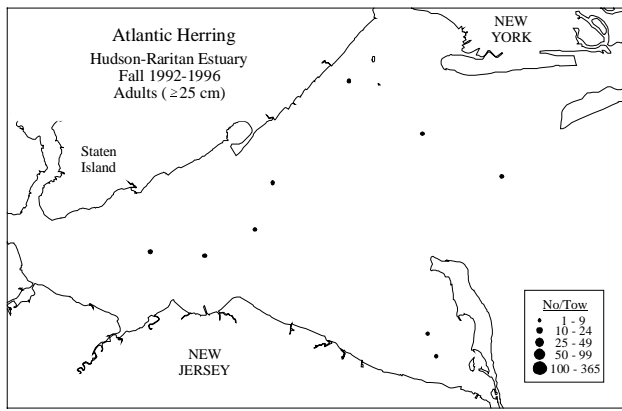 Atlantic Herring
Hudson-Raritan Estuary
Fall 1992-1996
Adults (≥25 cm)
NEW
YORK
Staten
Island
NEW
JERSEY
No/Tow
1 - 9
10 - 24
25 - 49
50 - 99
100 - 365